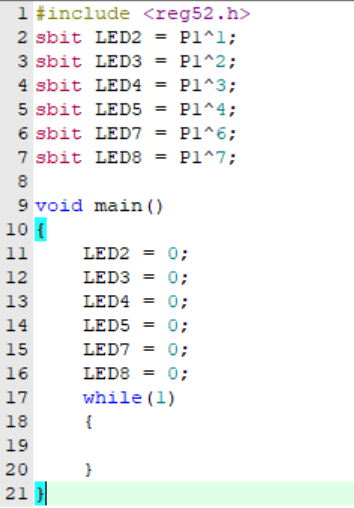 1 #include <reg52.h>
2 sbit LED2 = P1^1;
3 sbit LED3 = P1^2;
4 sbit LED4 = P1^3;
5 sbit LED5 = P1^4;
6 sbit LED7 = P1^6;
7 sbit LED8 = P1^7;
8
9 void main()
10 {
11     LED2 = 0;
12     LED3 = 0;
13     LED4 = 0;
14     LED5 = 0;
15     LED7 = 0;
16     LED8 = 0;
17     while(1)
18     {
19
20     }
21 }